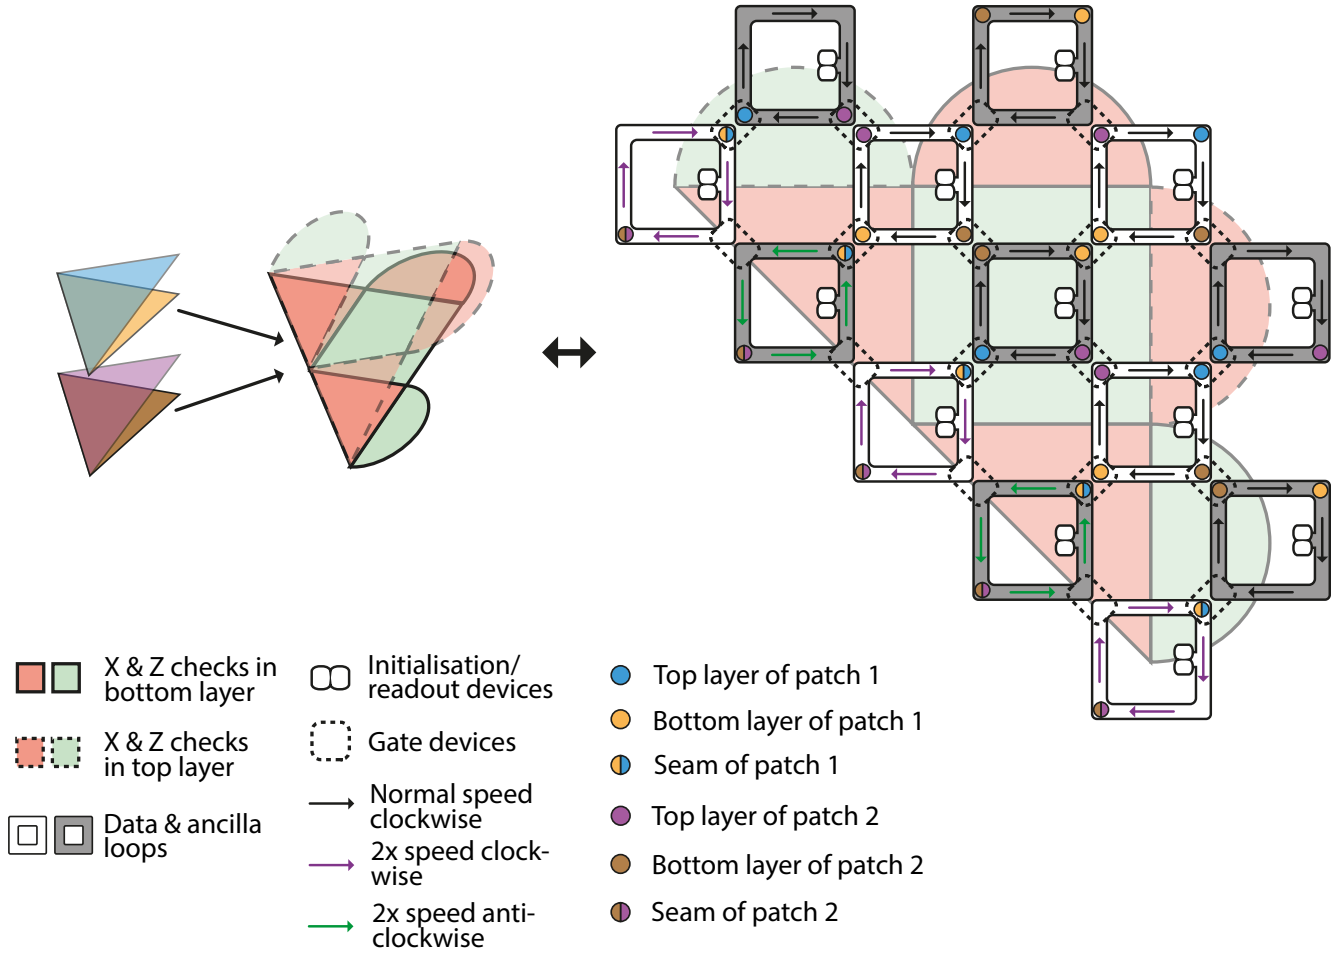 X & Z checks in
bottom layer
X & Z checks
in top layer
Data & ancilla
loops
Initialisation/
readout devices
Gate devices
Normal speed
clockwise
2x speed clock-
wise
2x speed anti-
clockwise
Top layer of patch 1
Bottom layer of patch 1
Seam of patch 1
Top layer of patch 2
Bottom layer of patch 2
Seam of patch 2